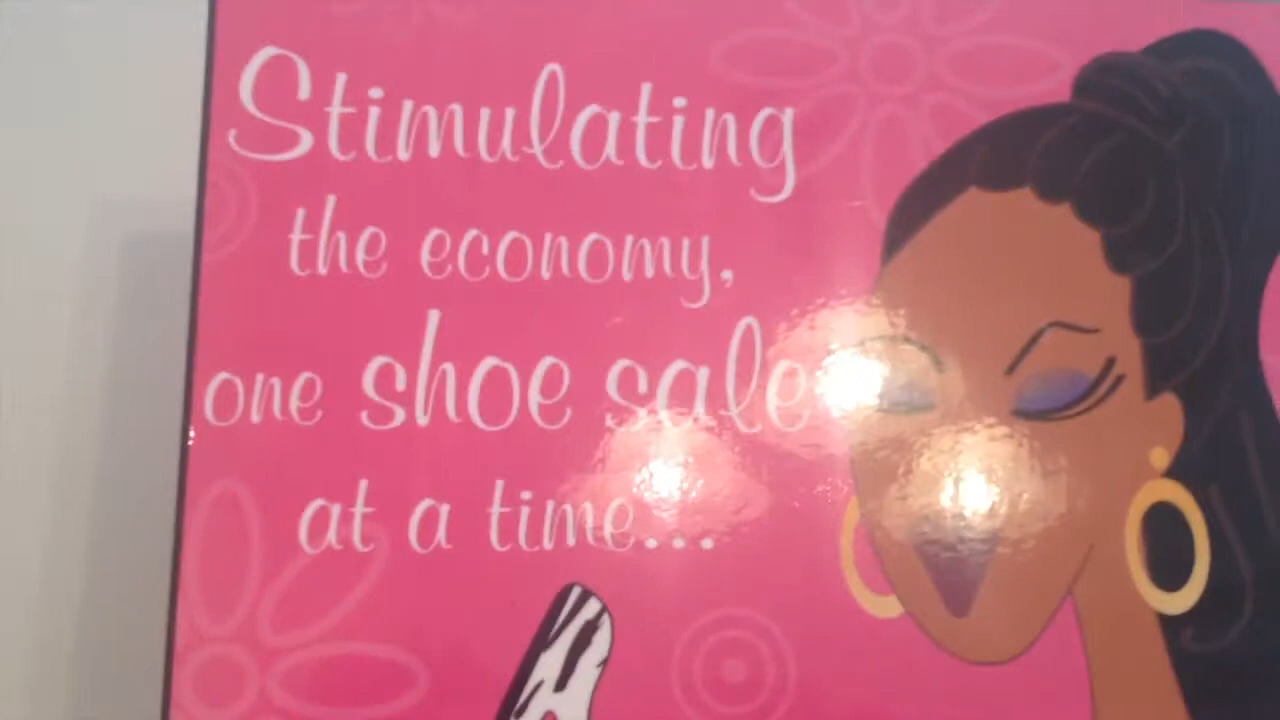 Stimulating
the economy,
one shoe sale
at a time...